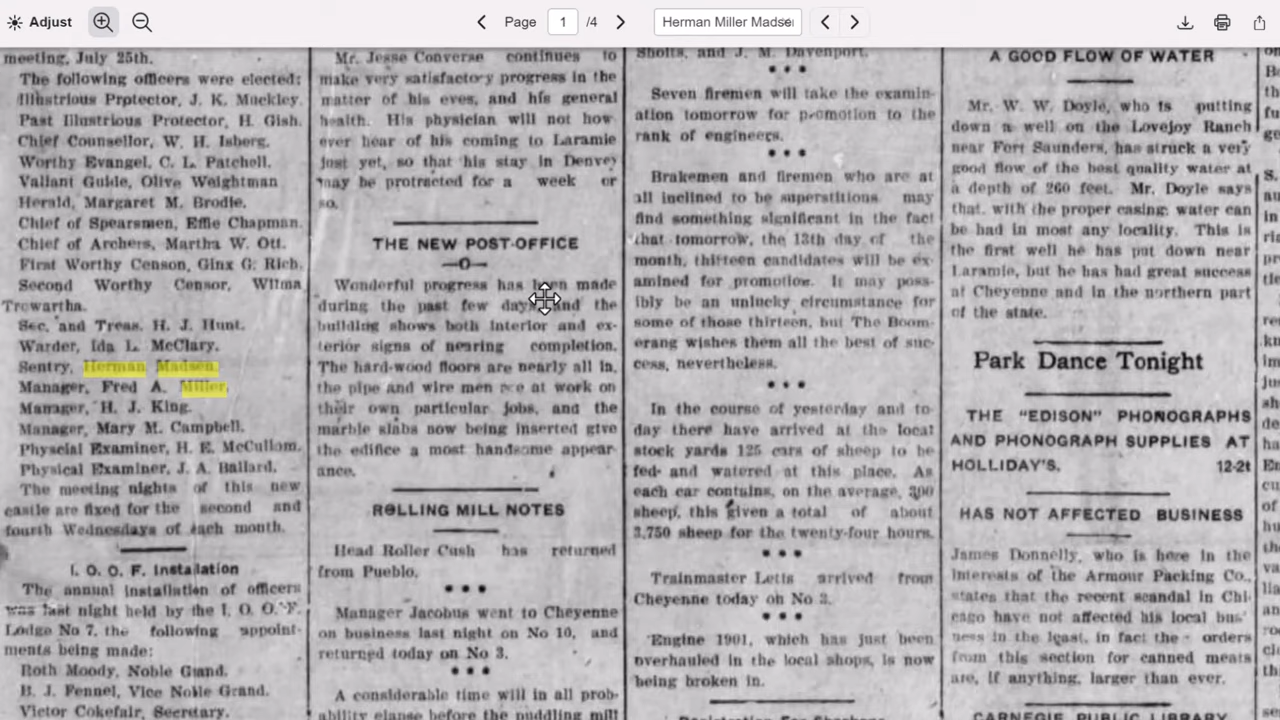 Adjust
Page 1 /4
Herman Miller Madser
meeting, July 25th.
The following officers were elected:
Illustrious Prptector, J. K. Muckley.
Past Illustrious Protector, H. Gish.
Chief Counsellor, W. H. Isberg.
Worthy Evangel, C. L. Patchell.
Valiant Guide, Olive Weightman
Herald, Margaret M. Brodie.
Chief of Spearsmen, Effie Chapman.
Chief of Archers, Martha W. Ott.
First Worthy Censon, Ginx G. Rich.
Second Worthy Censor, Wilma
Trewartha.
Sec. and Treas. H. J. Hunt.
Warder, Ida L. McClary.
Sentry, Herman Madsen.
Manager, Fred A. Miller.
Manager, H. J. King.
Manager, Mary M. Campbell.
Physcial Examiner, H. E. McCullom.
Physical Examiner, J. A. Ballard.
The meeting nights of this new
castle are fixed for the second and
fourth Wednesdays of each month.
I. O. O. F. Installation
The annual installation of officers
was last night held by the I. O. O. F.
Lodge No 7, the following appoint-
ments being made:
Roth Moody, Noble Grand.
B. J. Fennel, Vice Noble Grand.
Victor Cokefair, Secretary.
Mr. Jesse Converse continues to
make very satisfactory progress in the
matter of his eyes, and his general
health. His physician will not how
ever hear of his coming to Laramie
just yet, so that his stay in Denver
may be protracted for a week or
so.
THE NEW POST-OFFICE
Wonderful progress has been made
during the past few days and the
building shows both interior and ex-
terior signs of nearing completion.
The hard-wood floors are nearly all in,
the pipe and wire men are at work on
their own particular jobs, and the
marble slabs now being inserted give
the edifice a most handsome appear-
ance.
ROLLING MILL NOTES
Head Roller Cush has returned
from Pueblo.
* * *
Manager Jacobus went to Cheyenne
on business last night on No 10, and
returned today on No 3.
* * *
A considerable time will in all prob-
ability elapse before the puddling mill
Sholts, and J. M. Davenport.
* * *
Seven firemen will take the examin-
ation tomorrow for promotion to the
rank of engineers.
* * *
Brakemen and firemen who are at
all inclined to be superstitions may
find something significant in the fact
that tomorrow, the 13th day of the
month, thirteen candidates will be ex-
amined for promotion. It may poss-
ibly be an unlucky circumstance for
some of those thirteen, but The Boom-
erang wishes them all the best of suc-
cess, nevertheless.
* * *
In the course of yesterday and to-
day there have arrived at the local
stock yards 125 cars of sheep to be
fed- and watered at this place. As
each car contains, on the average, 300
sheep, this given a total of about
3,750 sheep for the twenty-four hours.
* * *
Trainmaster Letts arrived from
Cheyenne today on No 3.
* * *
Engine 1901, which has just been
overhauled in the local shops, is now
being broken in.
A GOOD FLOW OF WATER
Mr. W. W. Doyle, who is putting
down a well on the Lovejoy Ranch
near Fort Saunders, has struck a very
good flow of the best quality water at
a depth of 260 feet. Mr. Doyle says
that, with the proper casing, water can
be had in most any locality. This is
the first well he has put down near
Laramie, but he has had great success
at Cheyenne and in the northern part
of the state.
Park Dance Tonight
THE "EDISON" PHONOGRAPHS
AND PHONOGRAPH SUPPLIES AT
HOLLIDAY'S. 12-2t
HAS NOT AFFECTED BUSINESS
James Donnelly, who is here in the
interests of the Armour Packing Co.,
states that the recent scandal in Chi-
cago have not affected his local bus'
ness in the least, in fact the orders
from this section for canned meats
are, if anything, larger than ever.
CARNEGIE PUBLIC LIBRARY